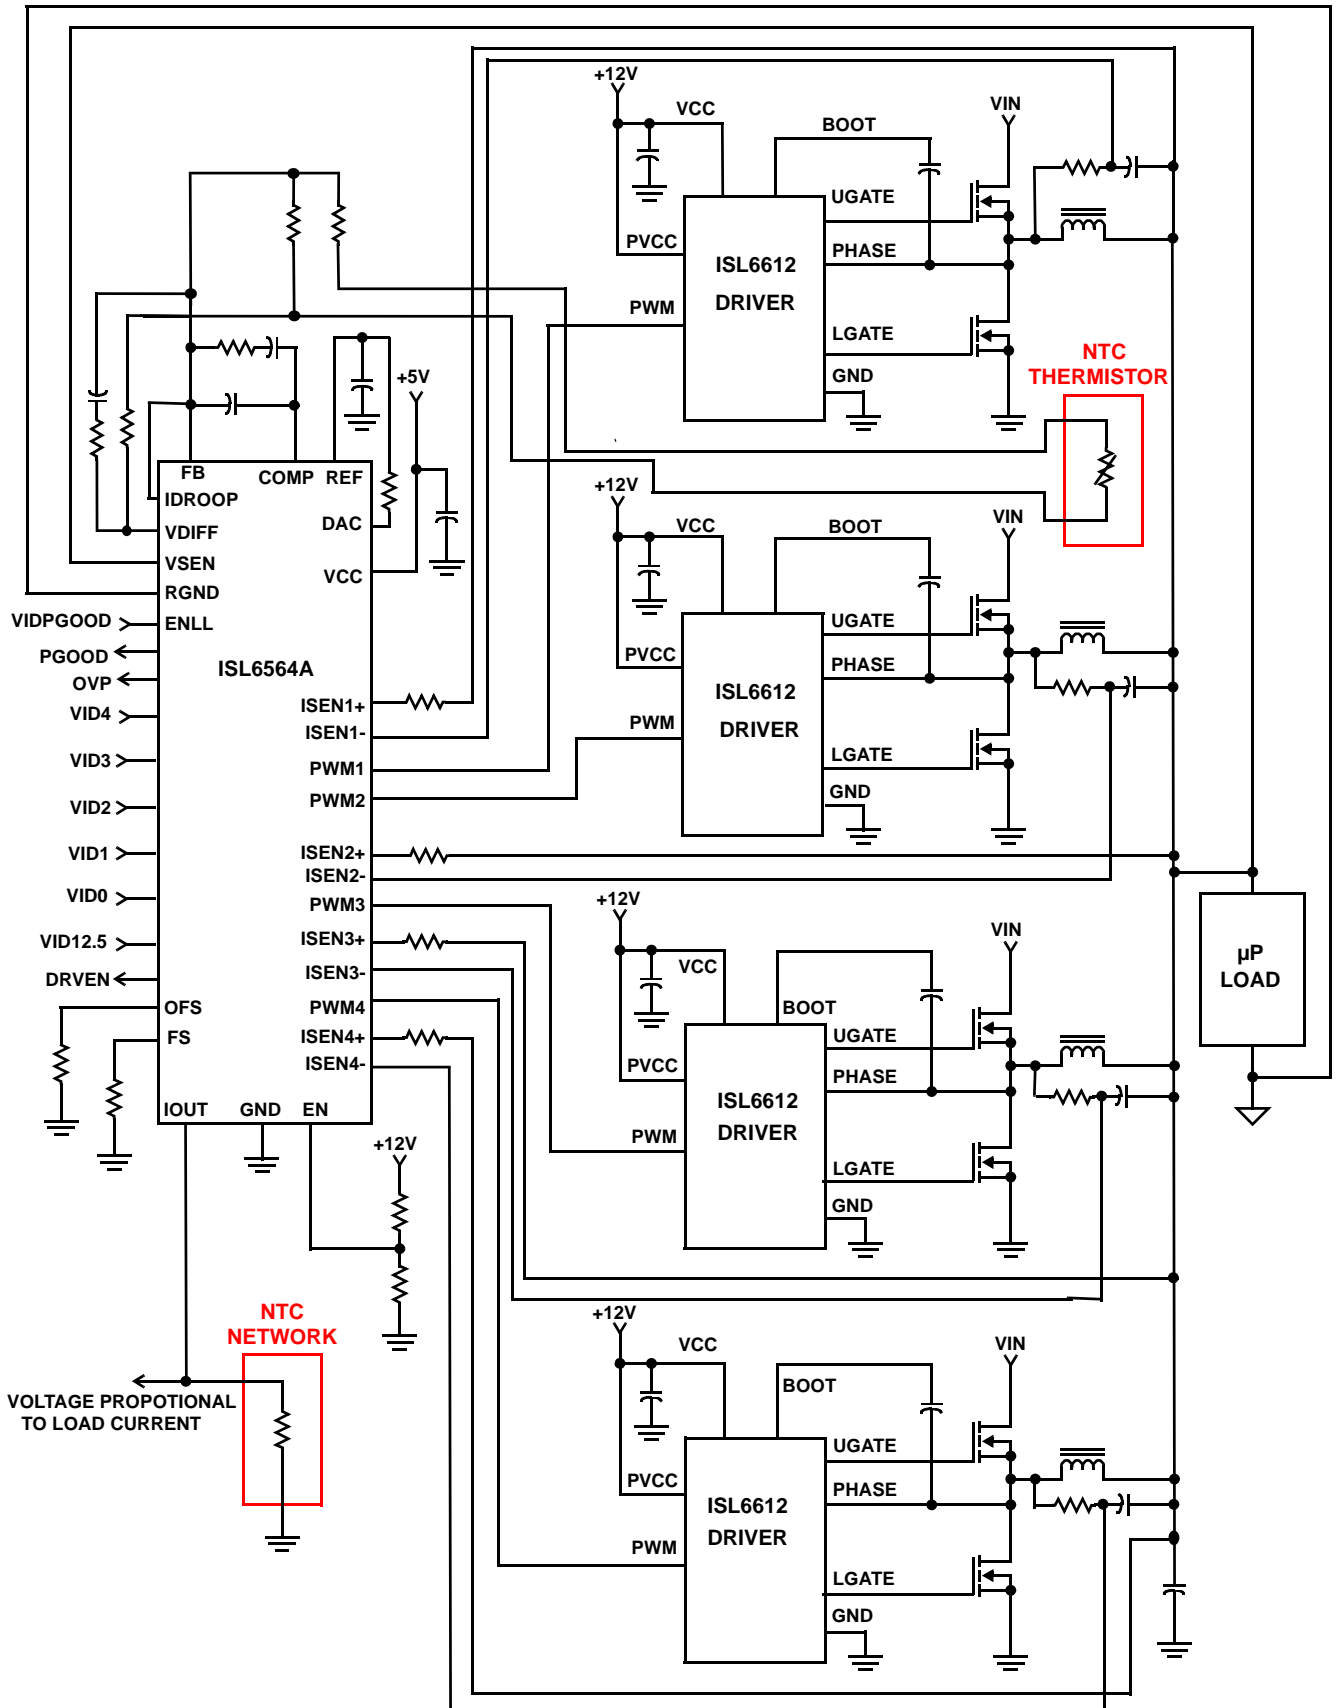 +12V
VCC
BOOT
VIN
UGATE
PVCC
PHASE
ISL6612
DRIVER
PWM
LGATE
GND
NTC
THERMISTOR
+5V
FB
COMP
REF
IDROOP
DAC
VDIFF
VSEN
VCC
RGND
VIDPGOOD
ENLL
PGOOD
OVP
ISL6564A
VID4
ISEN1+
ISEN1-
VID3
PWM1
VID2
PWM2
VID1
ISEN2+
ISEN2-
VID0
PWM3
VID12.5
ISEN3+
DRVEN
ISEN3-
OFS
PWM4
FS
ISEN4+
ISEN4-
IOUT
GND
EN
+12V
+12V
VCC
BOOT
VIN
UGATE
PVCC
PHASE
ISL6612
DRIVER
PWM
LGATE
GND
+12V
VCC
BOOT
VIN
UGATE
PVCC
PHASE
ISL6612
DRIVER
PWM
LGATE
GND
µP
LOAD
NTC
NETWORK
VOLTAGE PROPOTIONAL
TO LOAD CURRENT
+12V
VCC
BOOT
VIN
UGATE
PVCC
PHASE
ISL6612
DRIVER
PWM
LGATE
GND